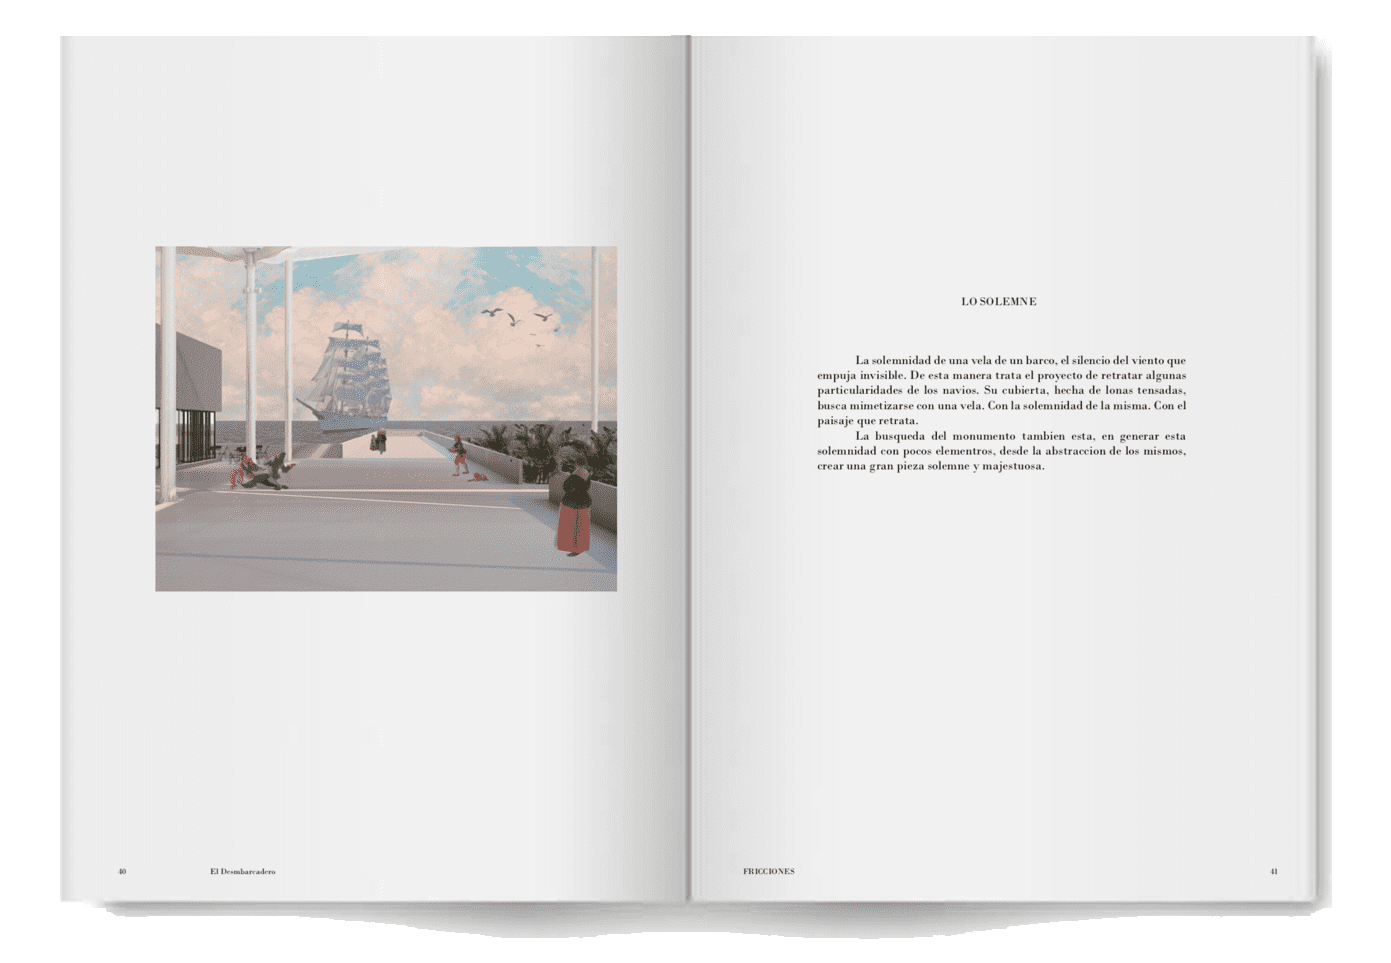 40
El Desmbarcadero
LO SOLEMNE
La solemnidad de una vela de un barco, el silencio del viento que
empuja invisible. De esta manera trata el proyecto de retratar algunas
particularidades de los navios. Su cubierta, hecha de lonas tensadas,
busca mimetizarse con una vela. Con la solemnidad de la misma. Con el
paisaje que retrata.
La busqueda del monumento tambien esta, en generar esta
solemnidad con pocos elementros, desde la abstraccion de los mismos,
crear una gran pieza solemne y majestuosa.
FRICCIONES
41